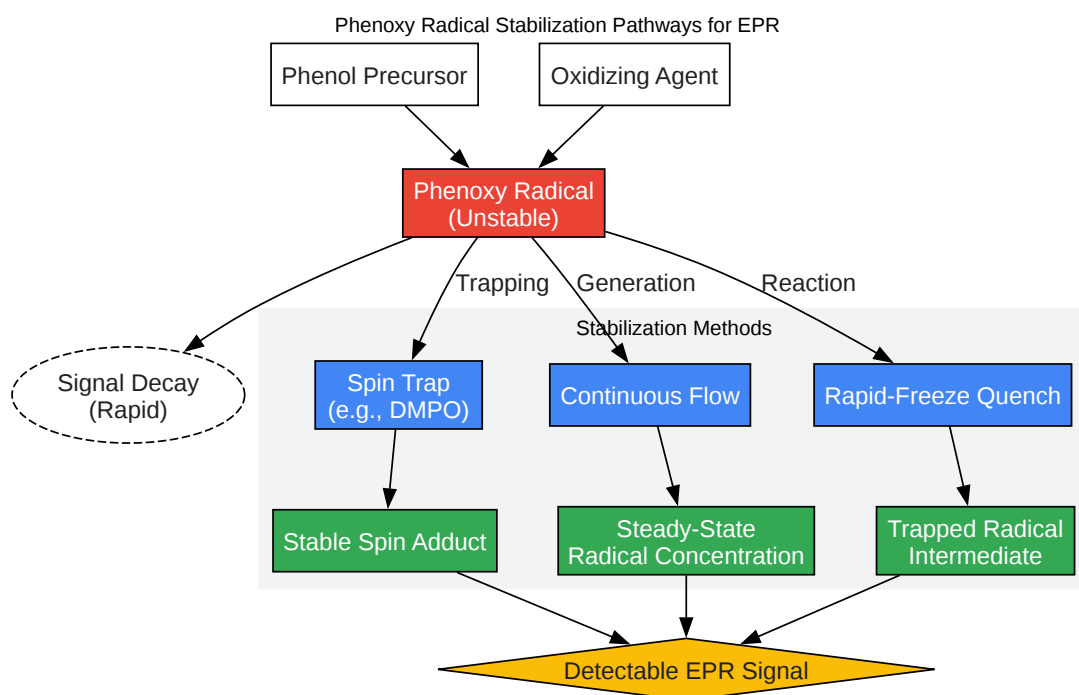 Phenoxy Radical Stabilization Pathways for EPR
Phenol Precursor
Oxidizing Agent
Phenoxy Radical
(Unstable)
Trapping
Generation
Reaction
Stabilization Methods
Signal Decay
(Rapid)
Spin Trap
(e.g., DMPO)
Continuous Flow
Rapid-Freeze Quench
Stable Spin Adduct
Steady-State
Radical Concentration
Trapped Radical
Intermediate
Detectable EPR Signal